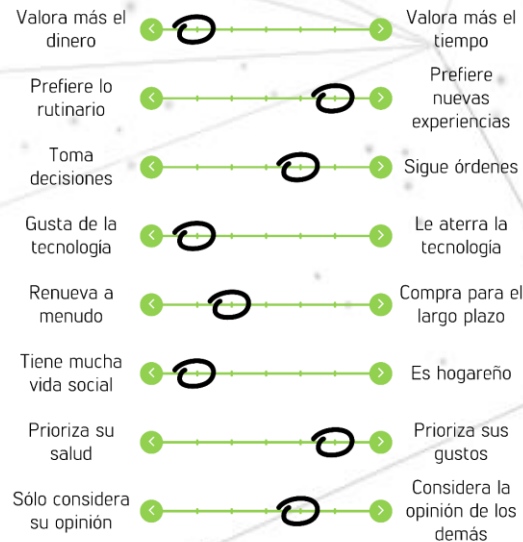 Valora más el
dinero
Valora más el
tiempo
Prefiere lo
rutinario
Prefiere
nuevas
experiencias
Toma
decisiones
Sigue órdenes
Gusta de la
tecnología
Le aterra la
tecnología
Renueva a
menudo
Compra para el
largo plazo
Tiene mucha
vida social
Es hogareño
Prioriza su
salud
Prioriza sus
gustos
Sólo considera
su opinión
Considera la
opinión de los
demás